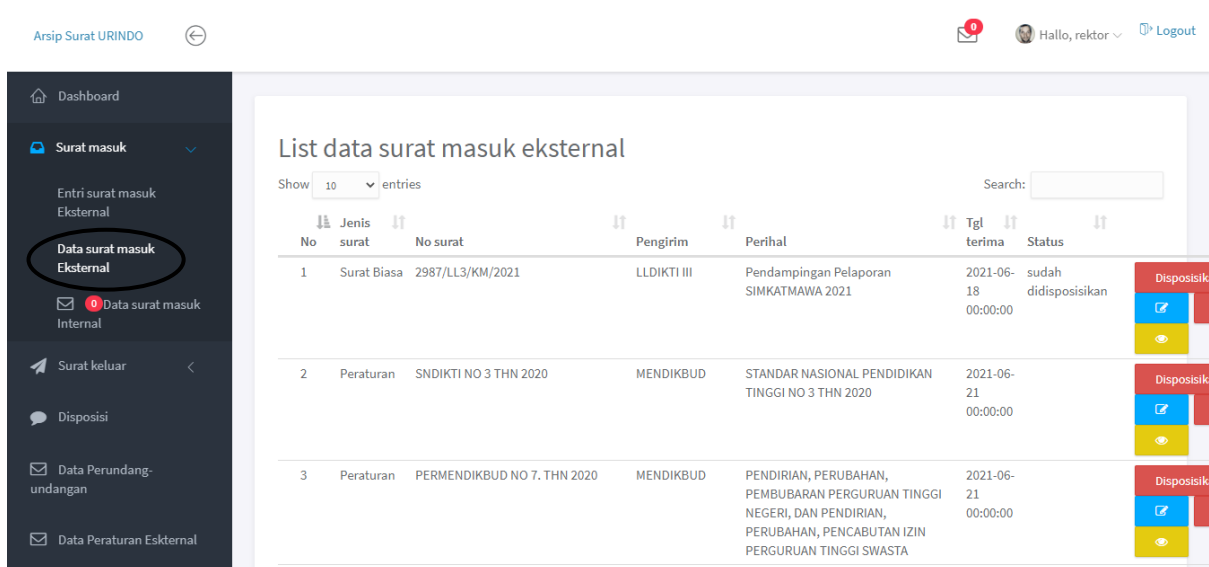 Arsip Surat URINDO
0
Hallo, rektor
Logout
Dashboard
Surat masuk
Entri surat masuk
Eksternal
Data surat masuk
Eksternal
0 Data surat masuk
Internal
Surat keluar
Disposisi
Data Perundang-
undangan
Data Peraturan Eskternal
List data surat masuk eksternal
Show 10 entries
Search:
No Jenis surat No surat Pengirim Perihal Tgl terima Status
1 Surat Biasa 2987/LL3/KM/2021 LLDIKTI III Pendampingan Pelaporan 2021-06- sudah
SIMKATMAWA 2021 18 didisposisikan
00:00:00
Disposisik
2 Peraturan SNDIKTI NO 3 THN 2020 MENDIKBUD STANDAR NASIONAL PENDIDIKAN 2021-06-
TINGGI NO 3 THN 2020 21
00:00:00
Disposisik
3 Peraturan PERMENDIKBUD NO 7. THN 2020 MENDIKBUD PENDIRIAN, PERUBAHAN, 2021-06-
PEMBUBARAN PERGURUAN TINGGI 21
NEGERI, DAN PENDIRIAN, 00:00:00
PERUBAHAN, PENCABUTAN IZIN
PERGURUAN TINGGI SWASTA
Disposisik